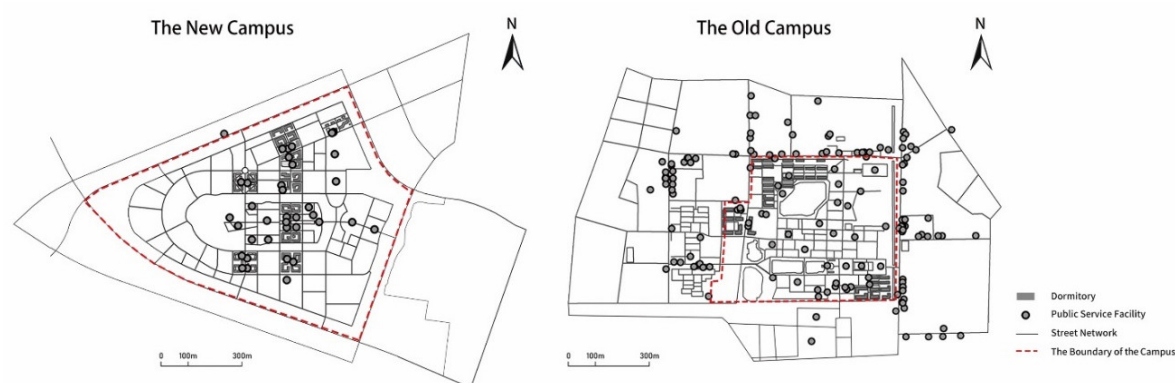 The New Campus
N
0 100m 300m
The Old Campus
N
0 100m 300m
Dormitory
Public Service Facility
Street Network
The Boundary of the Campus